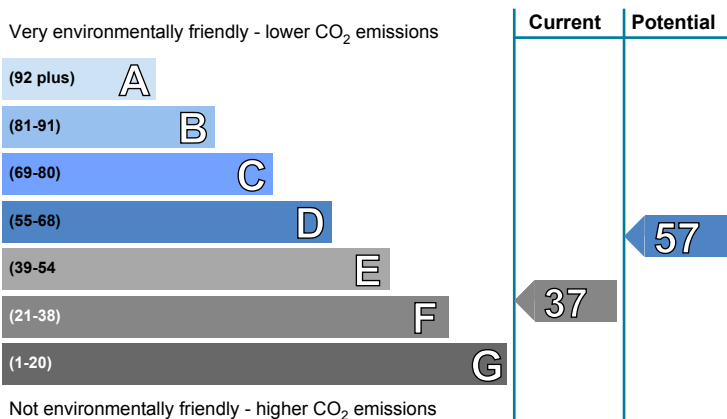 Current Potential
Very environmentally friendly - lower CO2 emissions
(92 plus) A
(81-91) B
(69-80) C
(55-68) D
57
(39-54 E
(21-38) F
37
(1-20) G
Not environmentally friendly - higher CO2 emissions